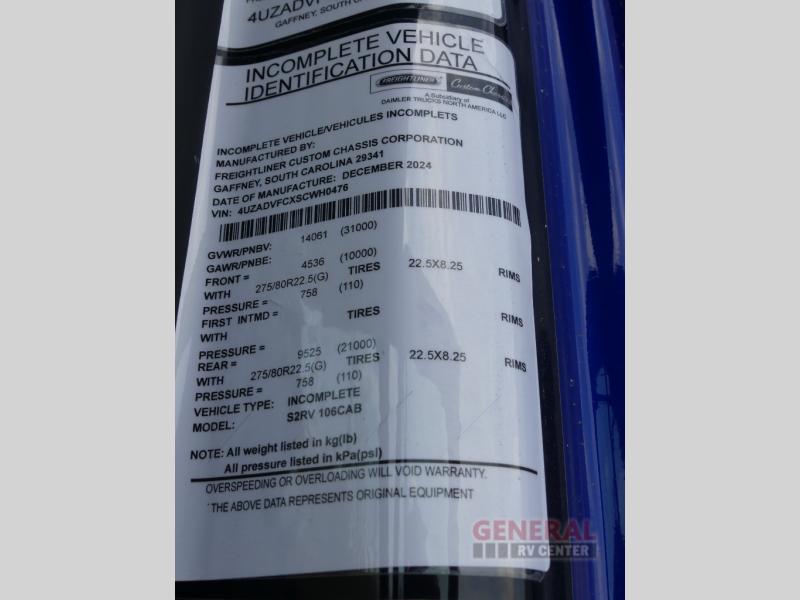 4UZADVF
GAFFNEY, SOUTH
INCOMPLETE VEHICLE
IDENTIFICATION DATA
FREIGHTLINER Custom Chassis
A Subsidiary of
DAIMLER TRUCKS NORTH AMERICA LLC
INCOMPLETE VEHICLE/VEHICULES INCOMPLETS
MANUFACTURED BY:
FREIGHTLINER CUSTOM CHASSIS CORPORATION
GAFFNEY, SOUTH CAROLINA 29341
DATE OF MANUFACTURE: DECEMBER 2024
VIN: 4UZADVFCXSCWH0476
GVWR/PNBV: 14061 (31000)
GAWR/PNBE: 4536 (10000)
FRONT = TIRES 22.5X8.25 RIMS
WITH 275/80R22.5(G)
PRESSURE = 758 (110)
FIRST INTMD = TIRES RIMS
WITH
PRESSURE =
REAR = 9525 (21000)
WITH 275/80R22.5(G) TIRES 22.5X8.25 RIMS
PRESSURE = 758 (110)
VEHICLE TYPE: INCOMPLETE
MODEL: S2RV 106CAB
NOTE: All weight listed in kg(lb)
All pressure listed in kPa(psi)
OVERSPEEDING OR OVERLOADING WILL VOID WARRANTY.
*THE ABOVE DATA REPRESENTS ORIGINAL EQUIPMENT
GENERAL
RV CENTER